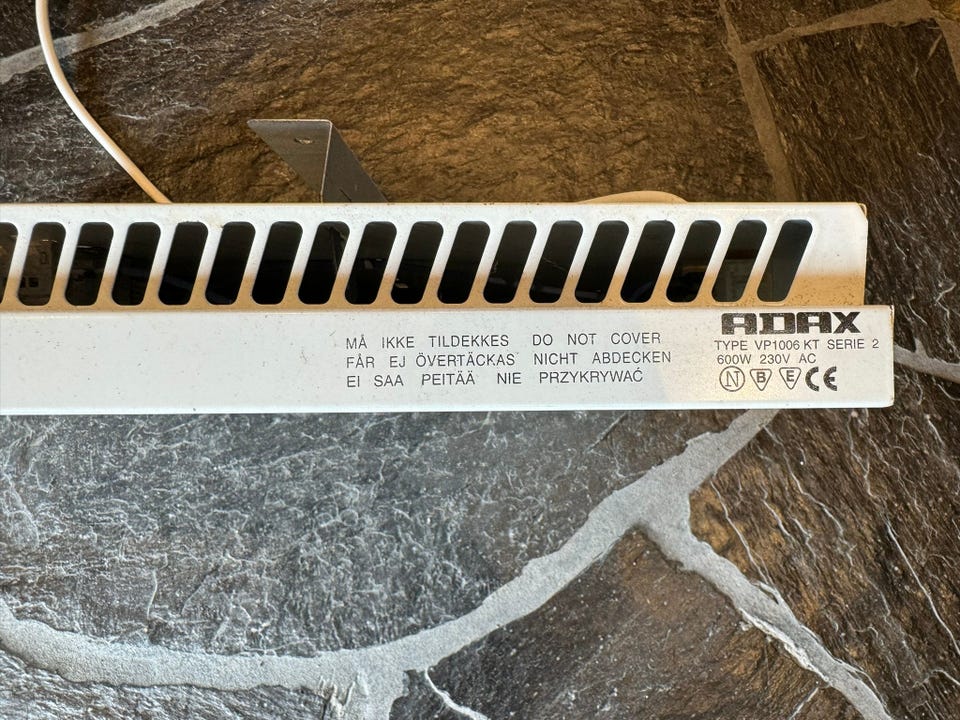 MÅ IKKE TILDEKKES DO NOT COVER
FÅR EJ ÖVERTÄCKAS NICHT ABDECKEN
EI SAA PEITÄÄ NIE PRZYKRYWAĆ
ADAX
TYPE VP1006 KT SERIE 2
600W 230V AC
N B E CE